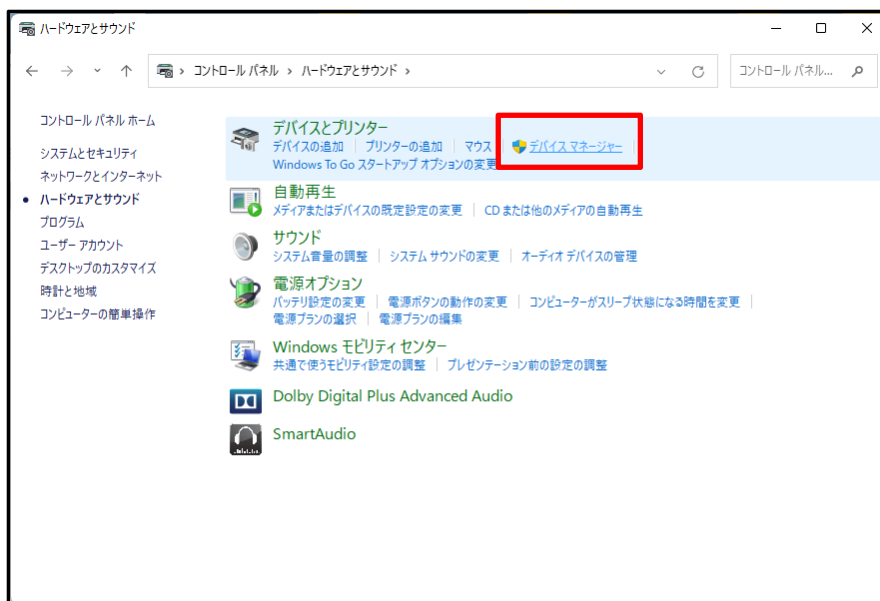 ハードウェアとサウンド
コントロール パネル › ハードウェアとサウンド ›
コントロール パネル...
コントロール パネル ホーム
システムとセキュリティ
ネットワークとインターネット
ハードウェアとサウンド
プログラム
ユーザー アカウント
デスクトップのカスタマイズ
時計と地域
コンピューターの簡単操作
デバイスとプリンター
デバイスの追加 | プリンターの追加 | マウス デバイス マネージャー |
Windows To Go スタートアップ オプションの変更
自動再生
メディアまたはデバイスの既定設定の変更 | CD または他のメディアの自動再生
サウンド
システム音量の調整 | システム サウンドの変更 | オーディオ デバイスの管理
電源オプション
バッテリ設定の変更 | 電源ボタンの動作の変更 | コンピューターがスリープ状態になる時間を変更 |
電源プランの選択 | 電源プランの編集
Windows モビリティ センター
共通で使うモビリティ設定の調整 | プレゼンテーション前の設定の調整
Dolby Digital Plus Advanced Audio
SmartAudio